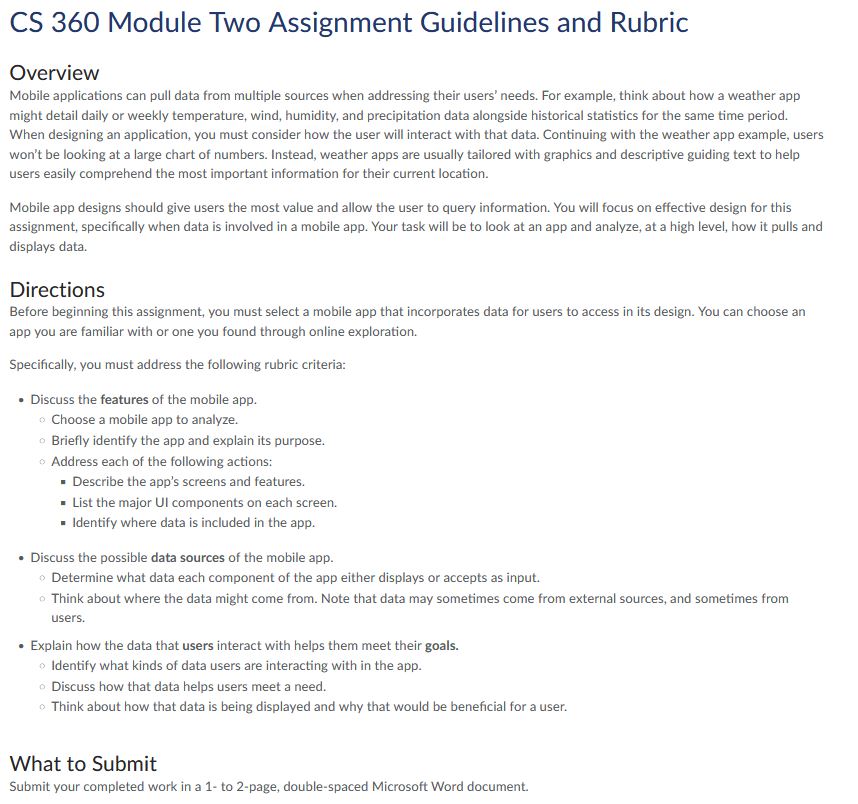 CS 360 Module Two Assignment Guidelines and Rubric
Overview
Mobile applications can pull data from multiple sources when addressing their users’ needs. For example, think about how a weather app
might detail daily or weekly temperature, wind, humidity, and precipitation data alongside historical statistics for the same time period.
When designing an application, you must consider how the user will interact with that data. Continuing with the weather app example, users
won’t be looking at a large chart of numbers. Instead, weather apps are usually tailored with graphics and descriptive guiding text to help
users easily comprehend the most important information for their current location.
Mobile app designs should give users the most value and allow the user to query information. You will focus on effective design for this
assignment, specifically when data is involved in a mobile app. Your task will be to look at an app and analyze, at a high level, how it pulls and
displays data.
Directions
Before beginning this assignment, you must select a mobile app that incorporates data for users to access in its design. You can choose an
app you are familiar with or one you found through online exploration.
Specifically, you must address the following rubric criteria:
• Discuss the features of the mobile app.
○ Choose a mobile app to analyze.
○ Briefly identify the app and explain its purpose.
○ Address each of the following actions:
▪ Describe the app’s screens and features.
▪ List the major UI components on each screen.
▪ Identify where data is included in the app.
• Discuss the possible data sources of the mobile app.
○ Determine what data each component of the app either displays or accepts as input.
○ Think about where the data might come from. Note that data may sometimes come from external sources, and sometimes from
users.
• Explain how the data that users interact with helps them meet their goals.
○ Identify what kinds of data users are interacting with in the app.
○ Discuss how that data helps users meet a need.
○ Think about how that data is being displayed and why that would be beneficial for a user.
What to Submit
Submit your completed work in a 1- to 2-page, double-spaced Microsoft Word document.